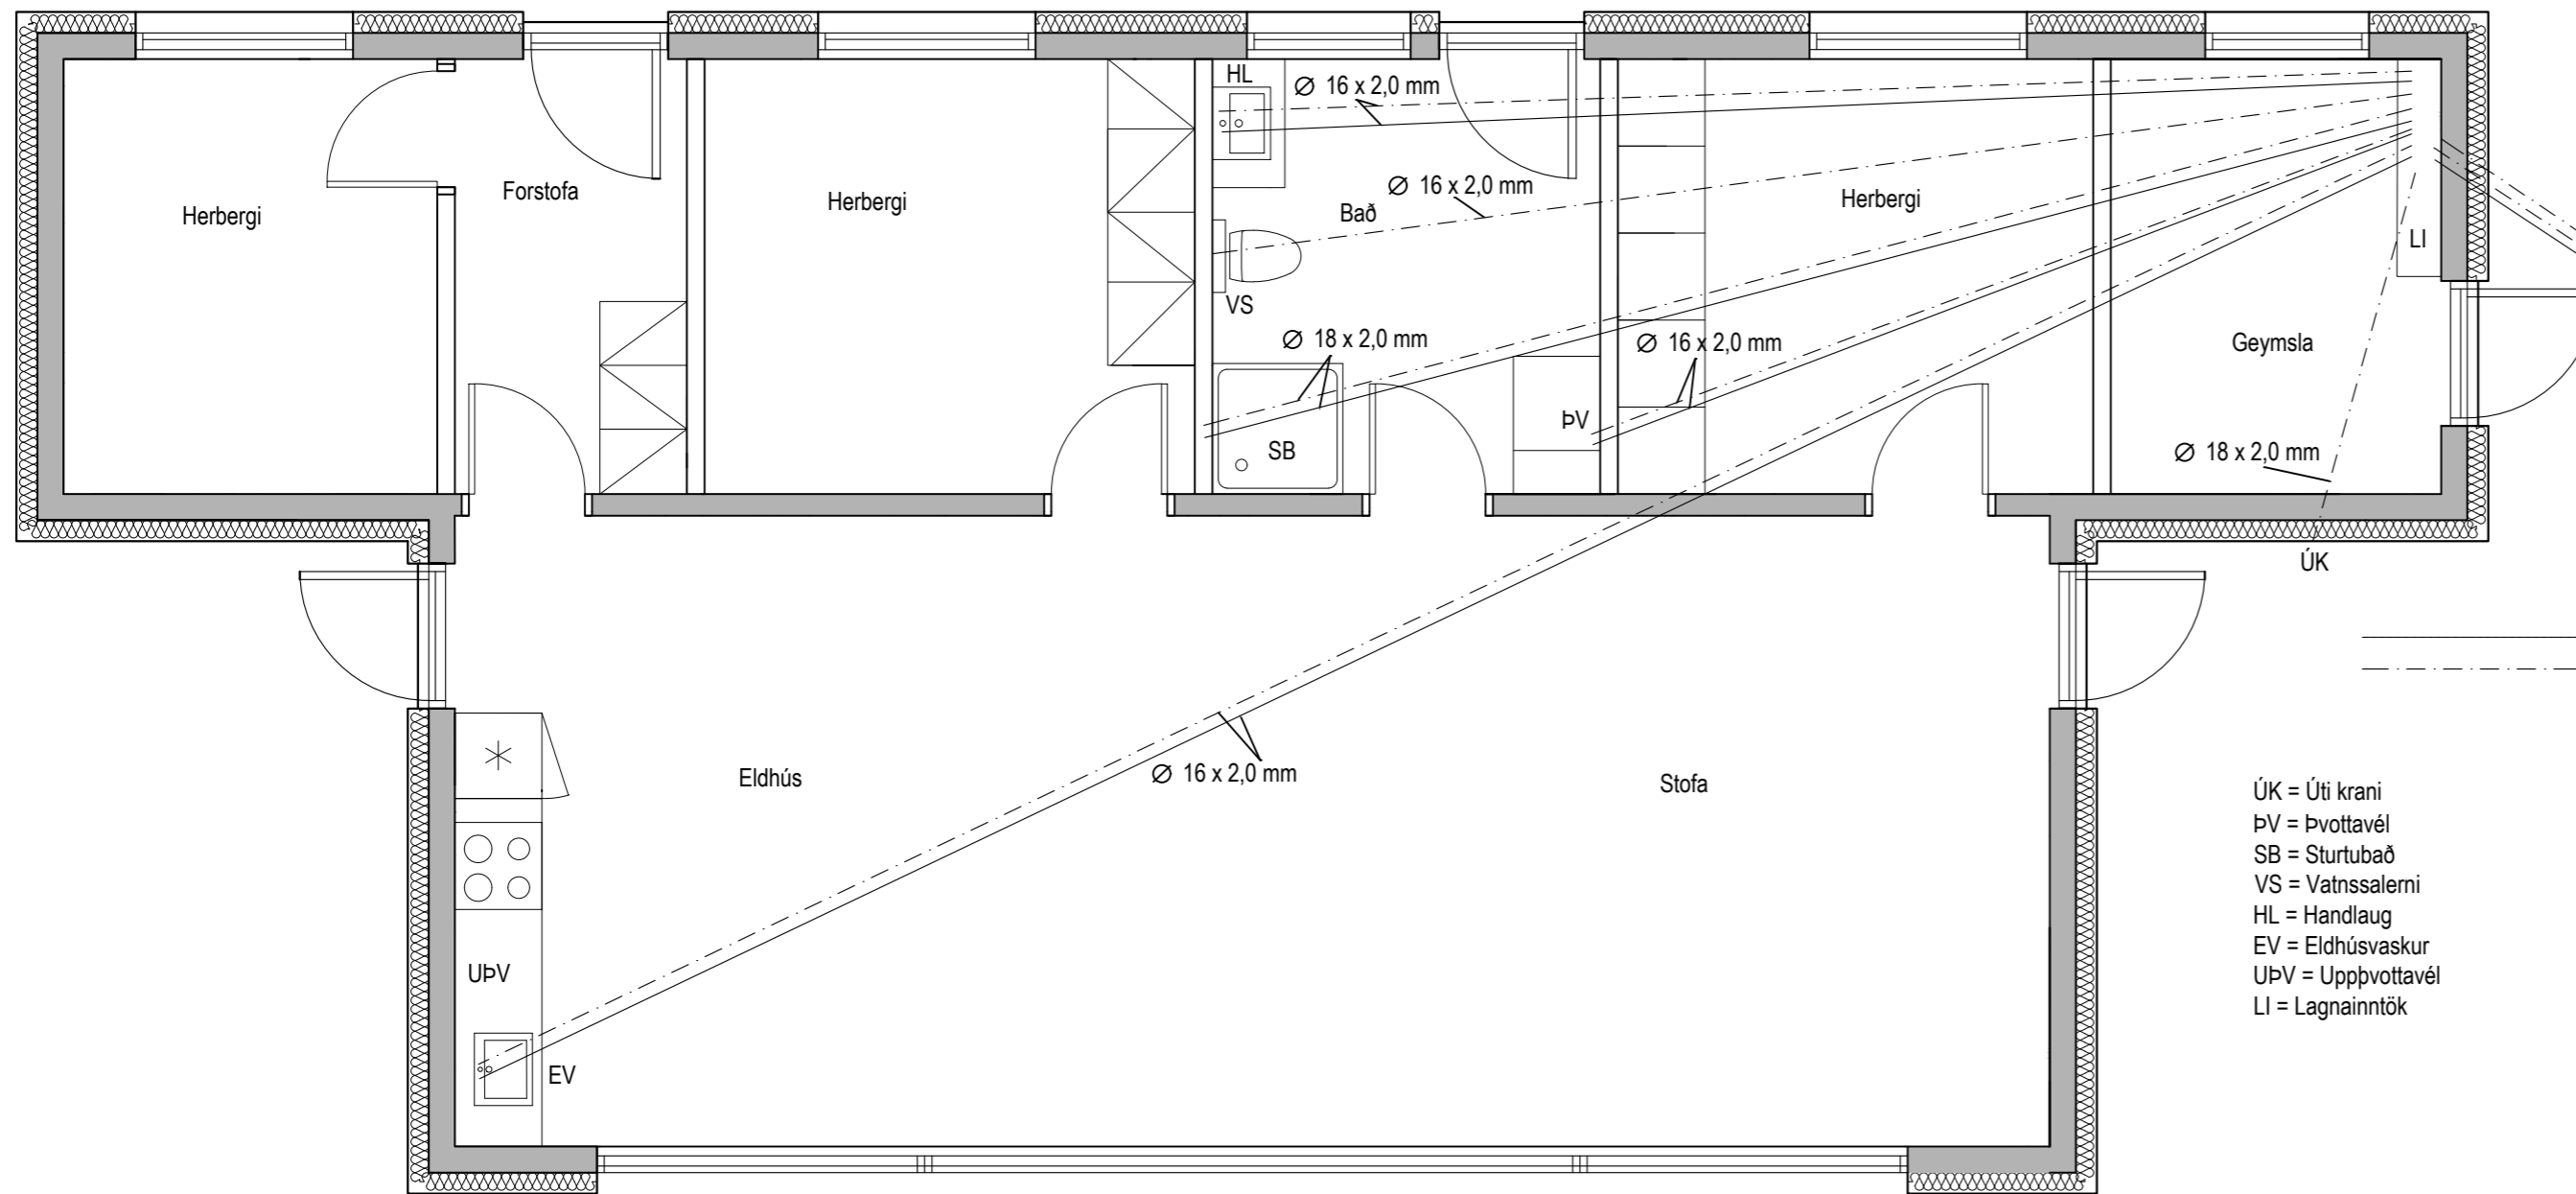 HL
Ø 16 x 2,0 mm
Herbergi
Forstofa
Herbergi
Ø 16 x 2,0 mm
Bað
Herbergi
LI
VS
Ø 18 x 2,0 mm
Ø 16 x 2,0 mm
Geymsla
ÞV
SB
Ø 18 x 2,0 mm
ÚK
Eldhús
Ø 16 x 2,0 mm
Stofa
UÞV
EV
ÚK = Úti krani
ÞV = Þvottavél
SB = Sturtubað
VS = Vatnssalerni
HL = Handlaug
EV = Eldhúsvaskur
UÞV = Uppþvottavél
LI = Lagnainntök